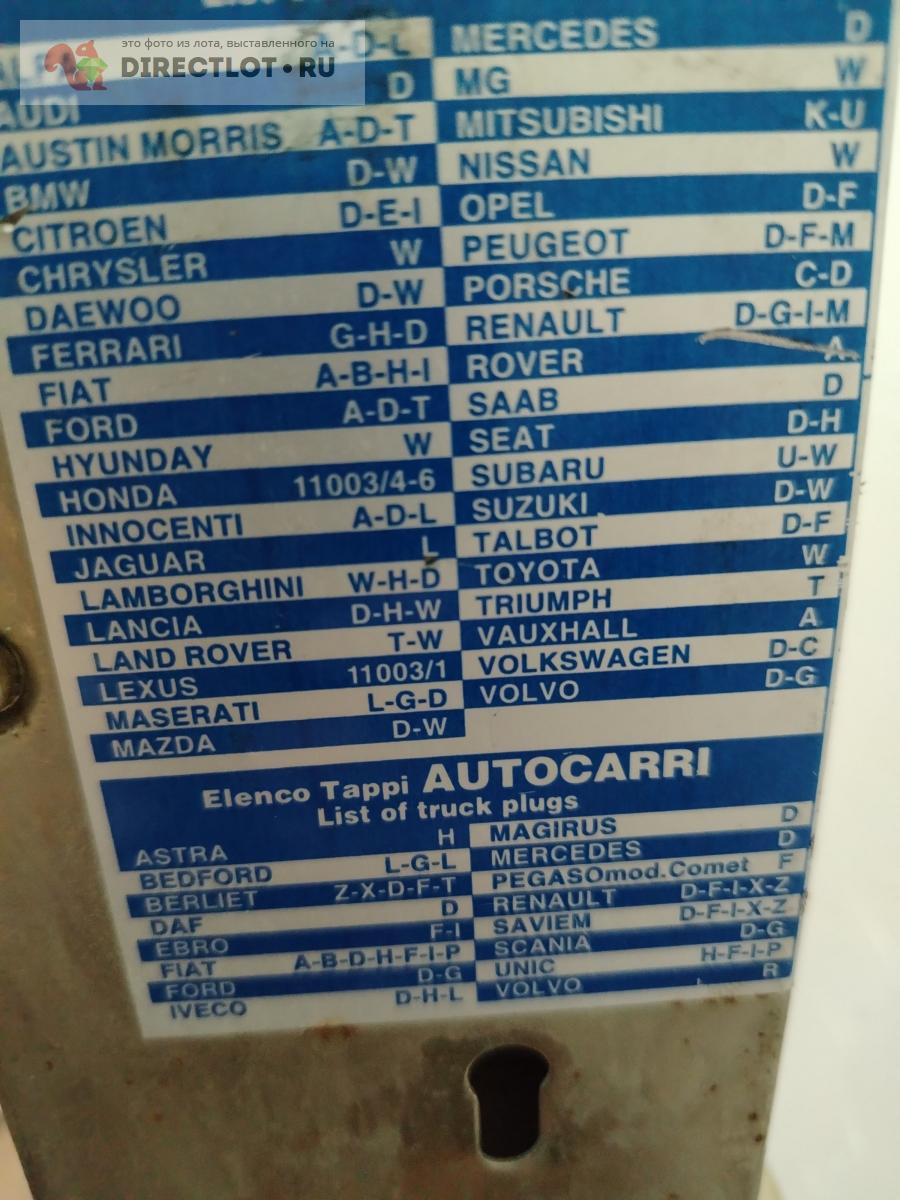 это фото из лота, выставленного на
DIRECTLOT•RU
A-D-L
AUDI D
AUSTIN MORRIS A-D-T
BMW D-W
CITROEN D-E-I
CHRYSLER W
DAEWOO D-W
FERRARI G-H-D
FIAT A-B-H-I
FORD A-D-T
HYUNDAY W
HONDA 11003/4-6
INNOCENTI A-D-L
JAGUAR L
LAMBORGHINI W-H-D
LANCIA D-H-W
LAND ROVER T-W
LEXUS 11003/1
MASERATI L-G-D
MAZDA D-W
MERCEDES D
MG W
MITSUBISHI K-U
NISSAN W
OPEL D-F
PEUGEOT D-F-M
PORSCHE C-D
RENAULT D-G-I-M
ROVER A
SAAB D
SEAT D-H
SUBARU U-W
SUZUKI D-W
TALBOT D-F
TOYOTA W
TRIUMPH T
VAUXHALL A
VOLKSWAGEN D-C
VOLVO D-G
Elenco Tappi AUTOCARRI
List of truck plugs
ASTRA H
BEDFORD L-G-L
BERLIET Z-X-D-F-T
DAF D
EBRO F-I
FIAT A-B-D-H-F-I-P
FORD D-G
IVECO D-H-L
MAGIRUS D
MERCEDES D
PEGASOmod.Comet F
RENAULT D-F-I-X-Z
SAVIEM D-F-I-X-Z
SCANIA D-G
UNIC H-F-I-P
VOLVO R